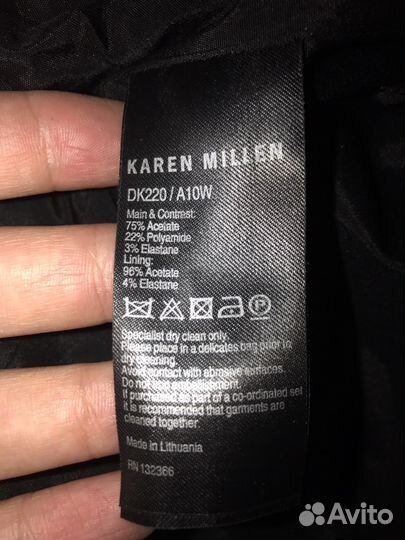 KAREN MILLEN
DK220 / A10W
Main & Contrast:
75% Acetate
22% Polyamide
3% Elastane
Lining:
96% Acetate
4% Elastane
P
Specialist dry clean only.
Please place in a delicates bag prior to
dry cleaning.
Avoid contact with abrasive surfaces.
Do not iron embellishment.
If purchased as part of a co-ordinated set
it is recommended that garments are
cleaned together.
Made in Lithuania
RN 132366
Avito